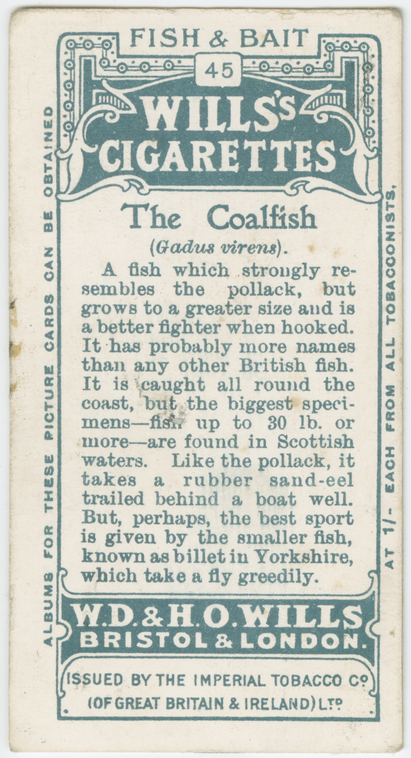 FISH & BAIT
45
WILLS's
CIGARETTES
The Coalfish
(Gadus virens).
A fish which strongly re-
sembles the pollack, but
grows to a greater size and is
a better fighter when hooked.
It has probably more names
than any other British fish.
It is caught all round the
coast, but the biggest speci-
mens—fish up to 30 lb. or
more—are found in Scottish
waters. Like the pollack, it
takes a rubber sand-eel
trailed behind a boat well.
But, perhaps, the best sport
is given by the smaller fish,
known as billet in Yorkshire,
which take a fly greedily.
W.D. & H.O. WILLS
BRISTOL & LONDON.
ISSUED BY THE IMPERIAL TOBACCO Co
(OF GREAT BRITAIN & IRELAND) LTD
ALBUMS FOR THESE PICTURE CARDS CAN BE OBTAINED
AT 1/- EACH FROM ALL TOBACCONISTS.